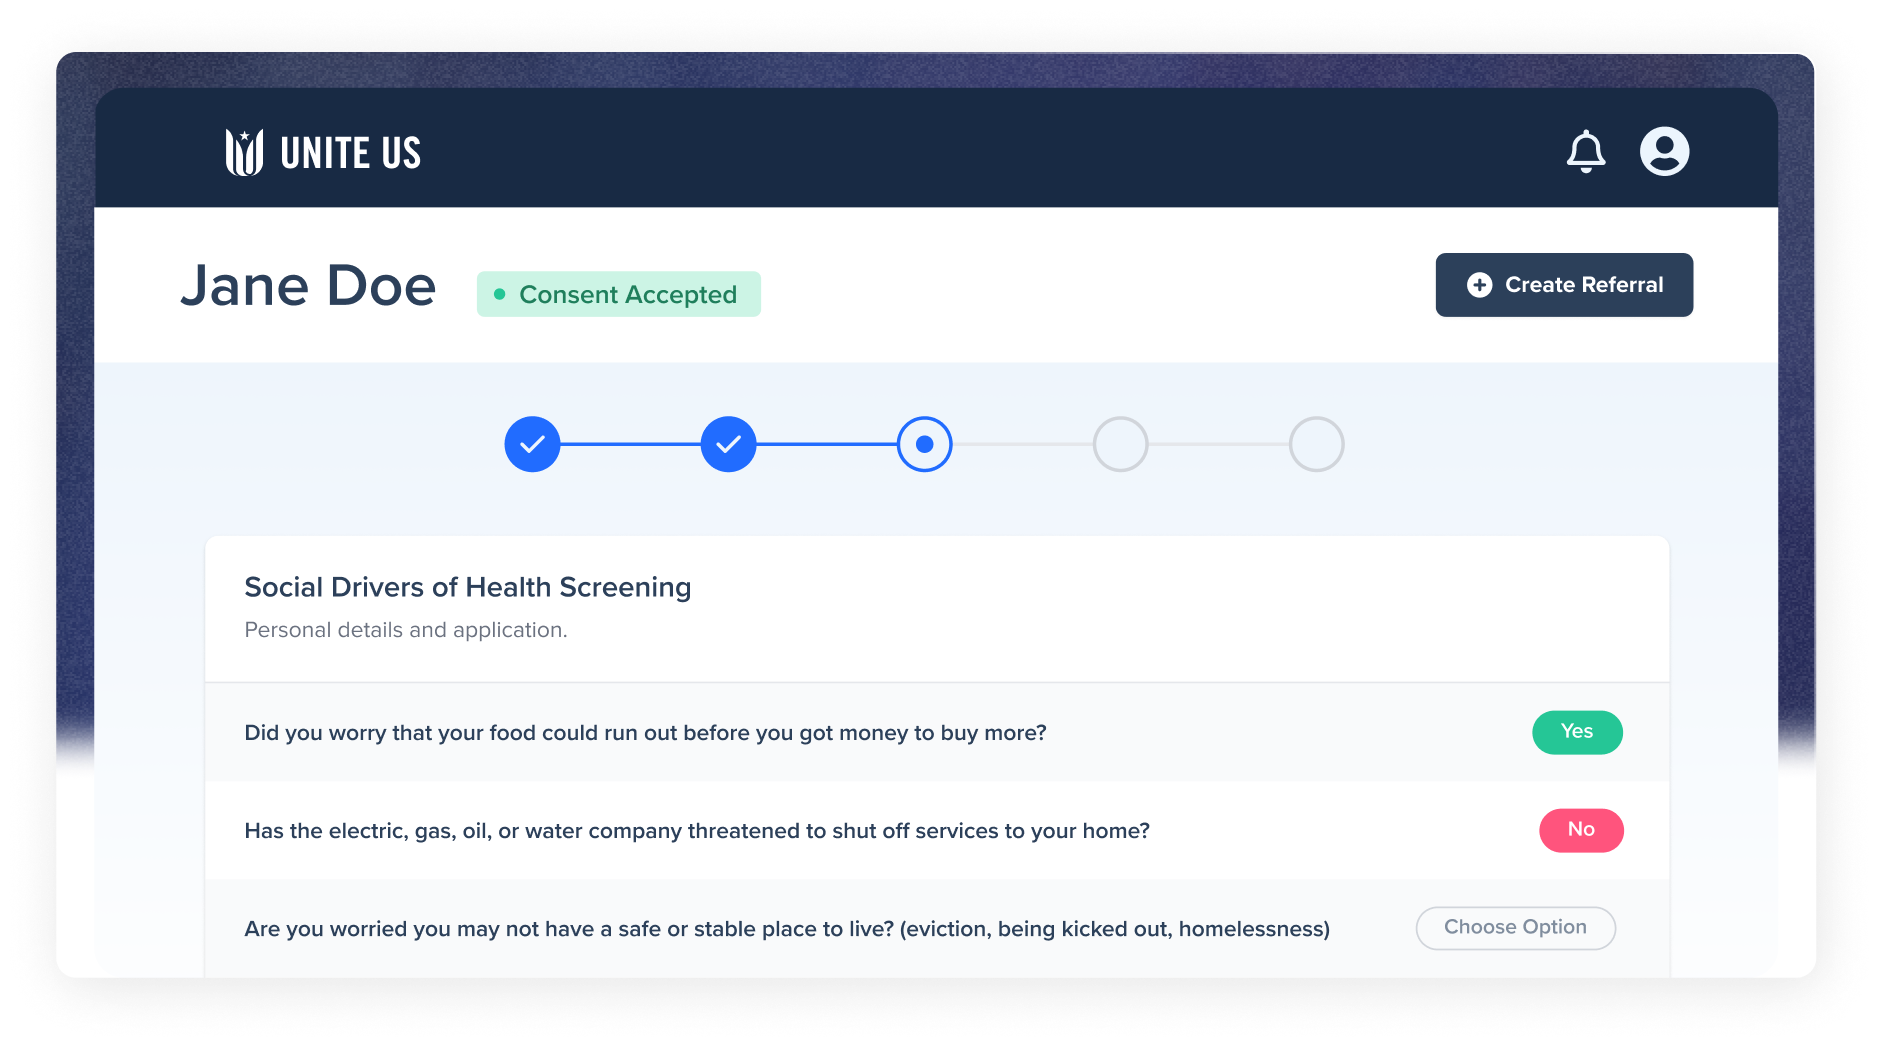 UNITE US
Jane Doe
Consent Accepted
Create Referral
Social Drivers of Health Screening
Personal details and application.
Did you worry that your food could run out before you got money to buy more?
Yes
Has the electric, gas, oil, or water company threatened to shut off services to your home?
No
Are you worried you may not have a safe or stable place to live? (eviction, being kicked out, homelessness)
Choose Option